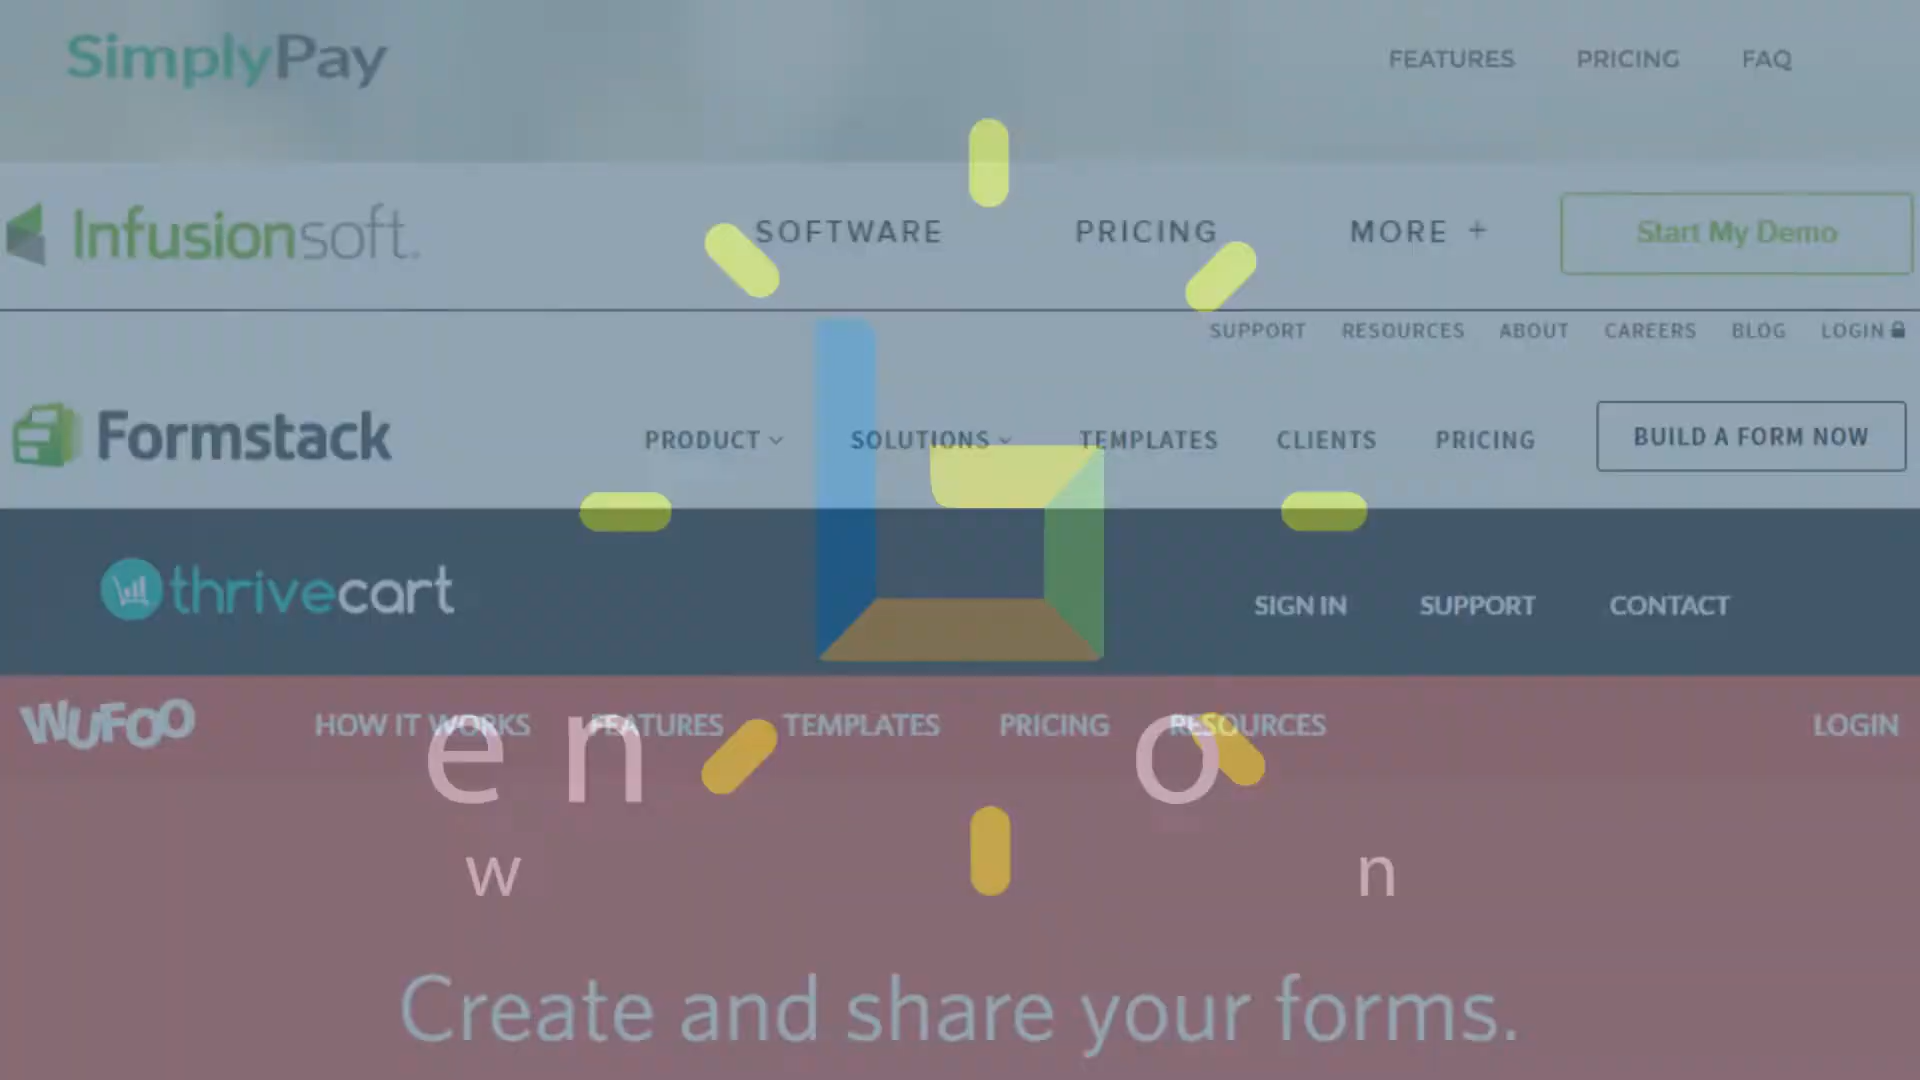 SimplyPay FEATURES PRICING FAQ
Infusionsoft. SOFTWARE PRICING MORE + Start My Demo
SUPPORT RESOURCES ABOUT CAREERS BLOG LOGIN
Formstack PRODUCT SOLUTIONS TEMPLATES CLIENTS PRICING BUILD A FORM NOW
thrivecart SIGN IN SUPPORT CONTACT
WUFOO HOW IT WORKS FEATURES TEMPLATES PRICING RESOURCES LOGIN
e n o
w n
Create and share your forms.